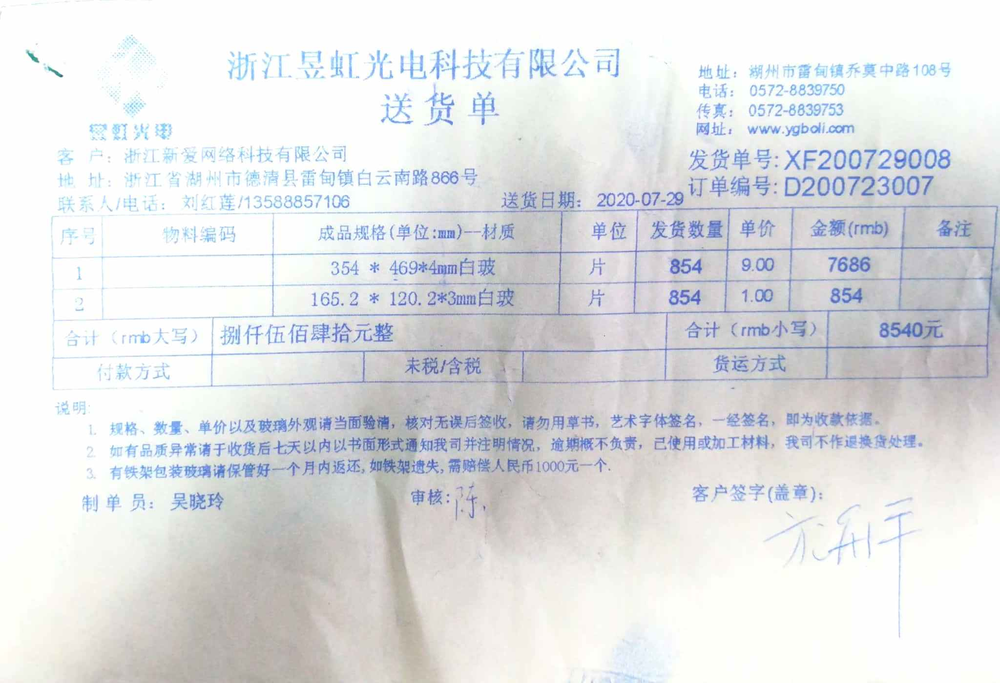 浙江昱虹光电科技有限公司
送货单
地址：湖州市雷甸镇乔莫中路108号
电话：0572-8839750
传真：0572-8839753
网址：www.ygboli.com
昱虹光电
客 户：浙江新爱网络科技有限公司
地 址：浙江省湖州市德清县雷甸镇白云南路866号
联系人/电话：刘红莲/13588857106
送货日期：2020-07-29
发货单号：XF200729008
订单编号：D200723007
序号 物料编码 成品规格(单位:mm)--材质 单位 发货数量 单价 金额(rmb) 备注
1 354 * 469*4mm白玻 片 854 9.00 7686
2 165.2 * 120.2*3mm白玻 片 854 1.00 854
合计（rmb大写） 捌仟伍佰肆拾元整 合计（rmb小写） 8540元
付款方式 未税/含税 货运方式
说明:
1. 规格、数量、单价以及玻璃外观请当面验清，核对无误后签收，请勿用草书，艺术字体签名，一经签名，即为收款依据。
2. 如有品质异常请于收货后七天以内以书面形式通知我司并注明情况，逾期概不负责，已使用或加工材料，我司不作退换货处理。
3. 有铁架包装玻璃请保管好一个月内返还,如铁架遗失,需赔偿人民币1000元一个.
制单员：吴晓玲 审核：陈 客户签字(盖章)：